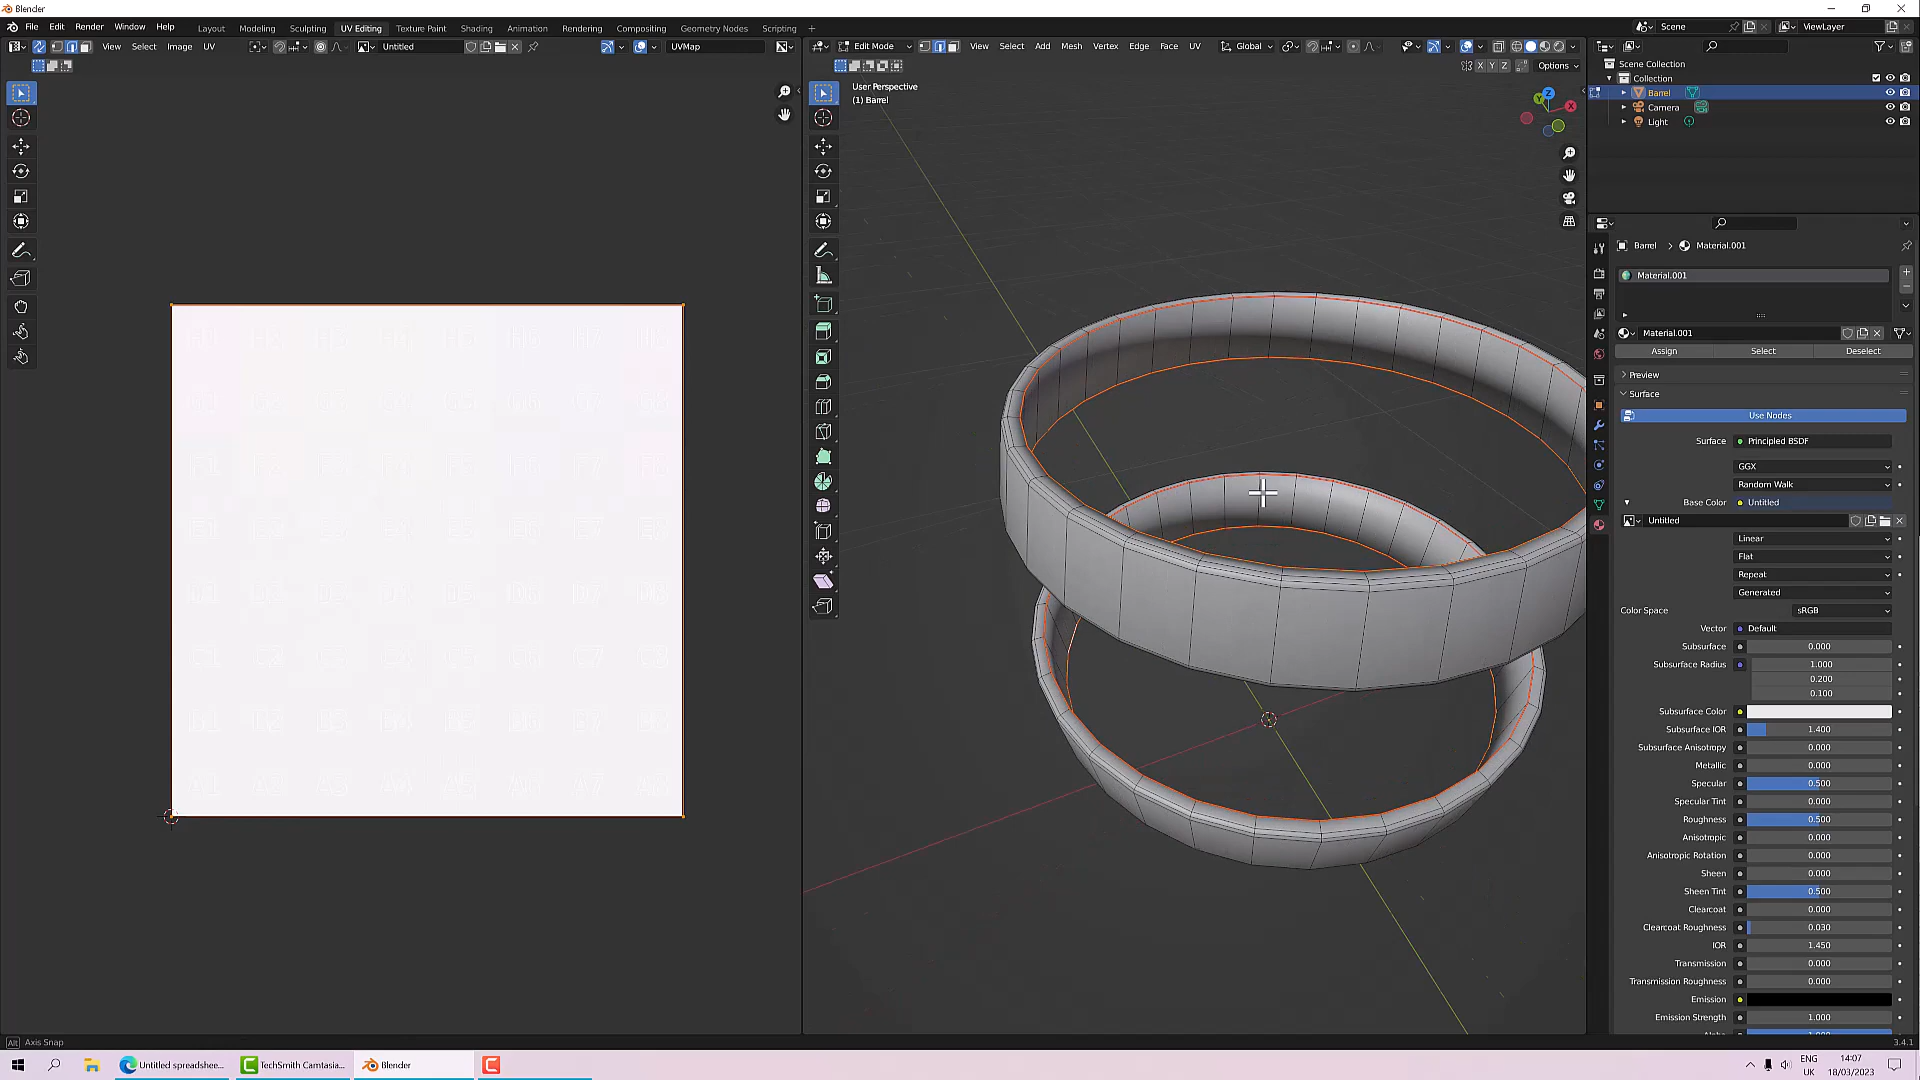 Blender
File Edit Render Window Help Layout Modeling Sculpting UV Editing Texture Paint Shading Animation Rendering Compositing Geometry Nodes Scripting + Scene ViewLayer
View Select Image UV Untitled UVMap Edit Mode View Select Add Mesh Vertex Edge Face UV Global
X Y Z Options
Scene Collection
Collection
Barrel
Camera
Light
User Perspective
(1) Barrel
Z
Y
X
Barrel > Material.001
Material.001
Material.001
Assign Select Deselect
Preview
Surface
Use Nodes
Surface Principled BSDF
GGX
Random Walk
Base Color Untitled
Untitled
Linear
Flat
Repeat
Generated
Color Space sRGB
Vector Default
Subsurface 0.000
Subsurface Radius 1.000
0.200
0.100
Subsurface Color
Subsurface IOR 1.400
Subsurface Anisotropy 0.000
Metallic 0.000
Specular 0.500
Specular Tint 0.000
Roughness 0.500
Anisotropic 0.000
Anisotropic Rotation 0.000
Sheen 0.000
Sheen Tint 0.500
Clearcoat 0.000
Clearcoat Roughness 0.030
IOR 1.450
Transmission 0.000
Transmission Roughness 0.000
Emission
Emission Strength 1.000
Alt Axis Snap 3.4.1
Untitled spreadshee... TechSmith Camtasia... Blender
ENG
UK
14:07
18/03/2023